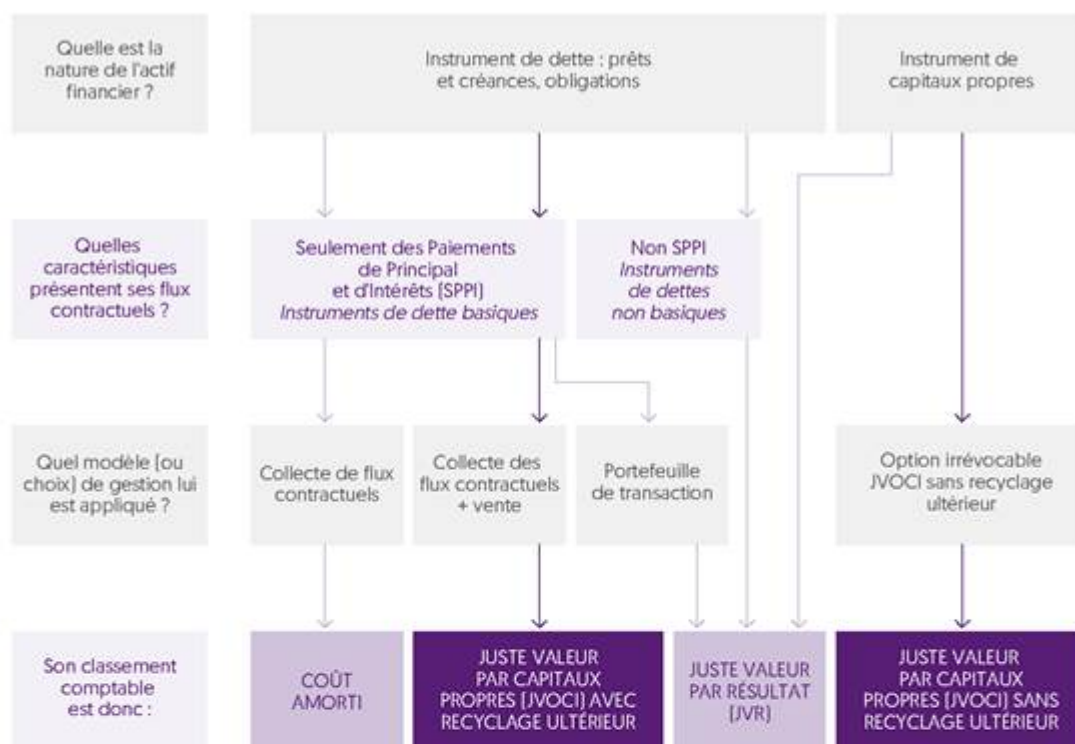 Quelle est la
nature de l'actif
financier ?
Instrument de dette : prêts
et créances, obligations
Instrument de
capitaux propres
Quelles
caractéristiques
présentent ses flux
contractuels ?
Seulement des Paiements
de Principal
et d'Intérêts (SPPI)
Instruments de dette basiques
Non SPPI
Instruments
de dettes
non basiques
Quel modèle (ou
choix) de gestion lui
est appliqué ?
Collecte de flux
contractuels
Collecte des
flux contractuels
+ vente
Portefeuille
de transaction
Option irrévocable
JVOCI sans recyclage
ultérieur
Son classement
comptable
est donc :
COÛT
AMORTI
JUSTE VALEUR
PAR CAPITAUX
PROPRES (JVOCI) AVEC
RECYCLAGE ULTÉRIEUR
JUSTE VALEUR
PAR RÉSULTAT
(JVR)
JUSTE VALEUR
PAR CAPITAUX
PROPRES (JVOCI) SANS
RECYCLAGE ULTÉRIEUR